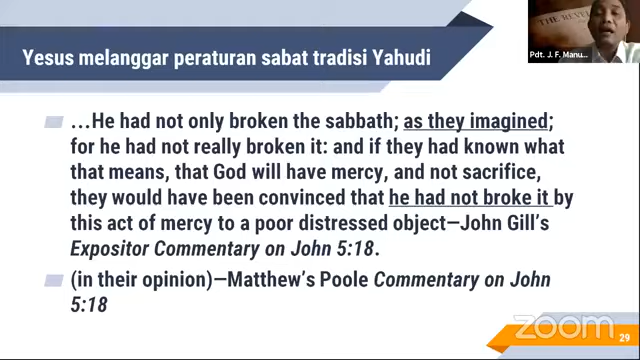 Yesus melanggar peraturan sabat tradisi Yahudi
THE REVEL
Pdt. J. F. Manu...
…He had not only broken the sabbath; as they imagined;
for he had not really broken it: and if they had known what
that means, that God will have mercy, and not sacrifice,
they would have been convinced that he had not broke it by
this act of mercy to a poor distressed object—John Gill’s
Expositor Commentary on John 5:18.
(in their opinion)—Matthew’s Poole Commentary on John
5:18
zoom
29